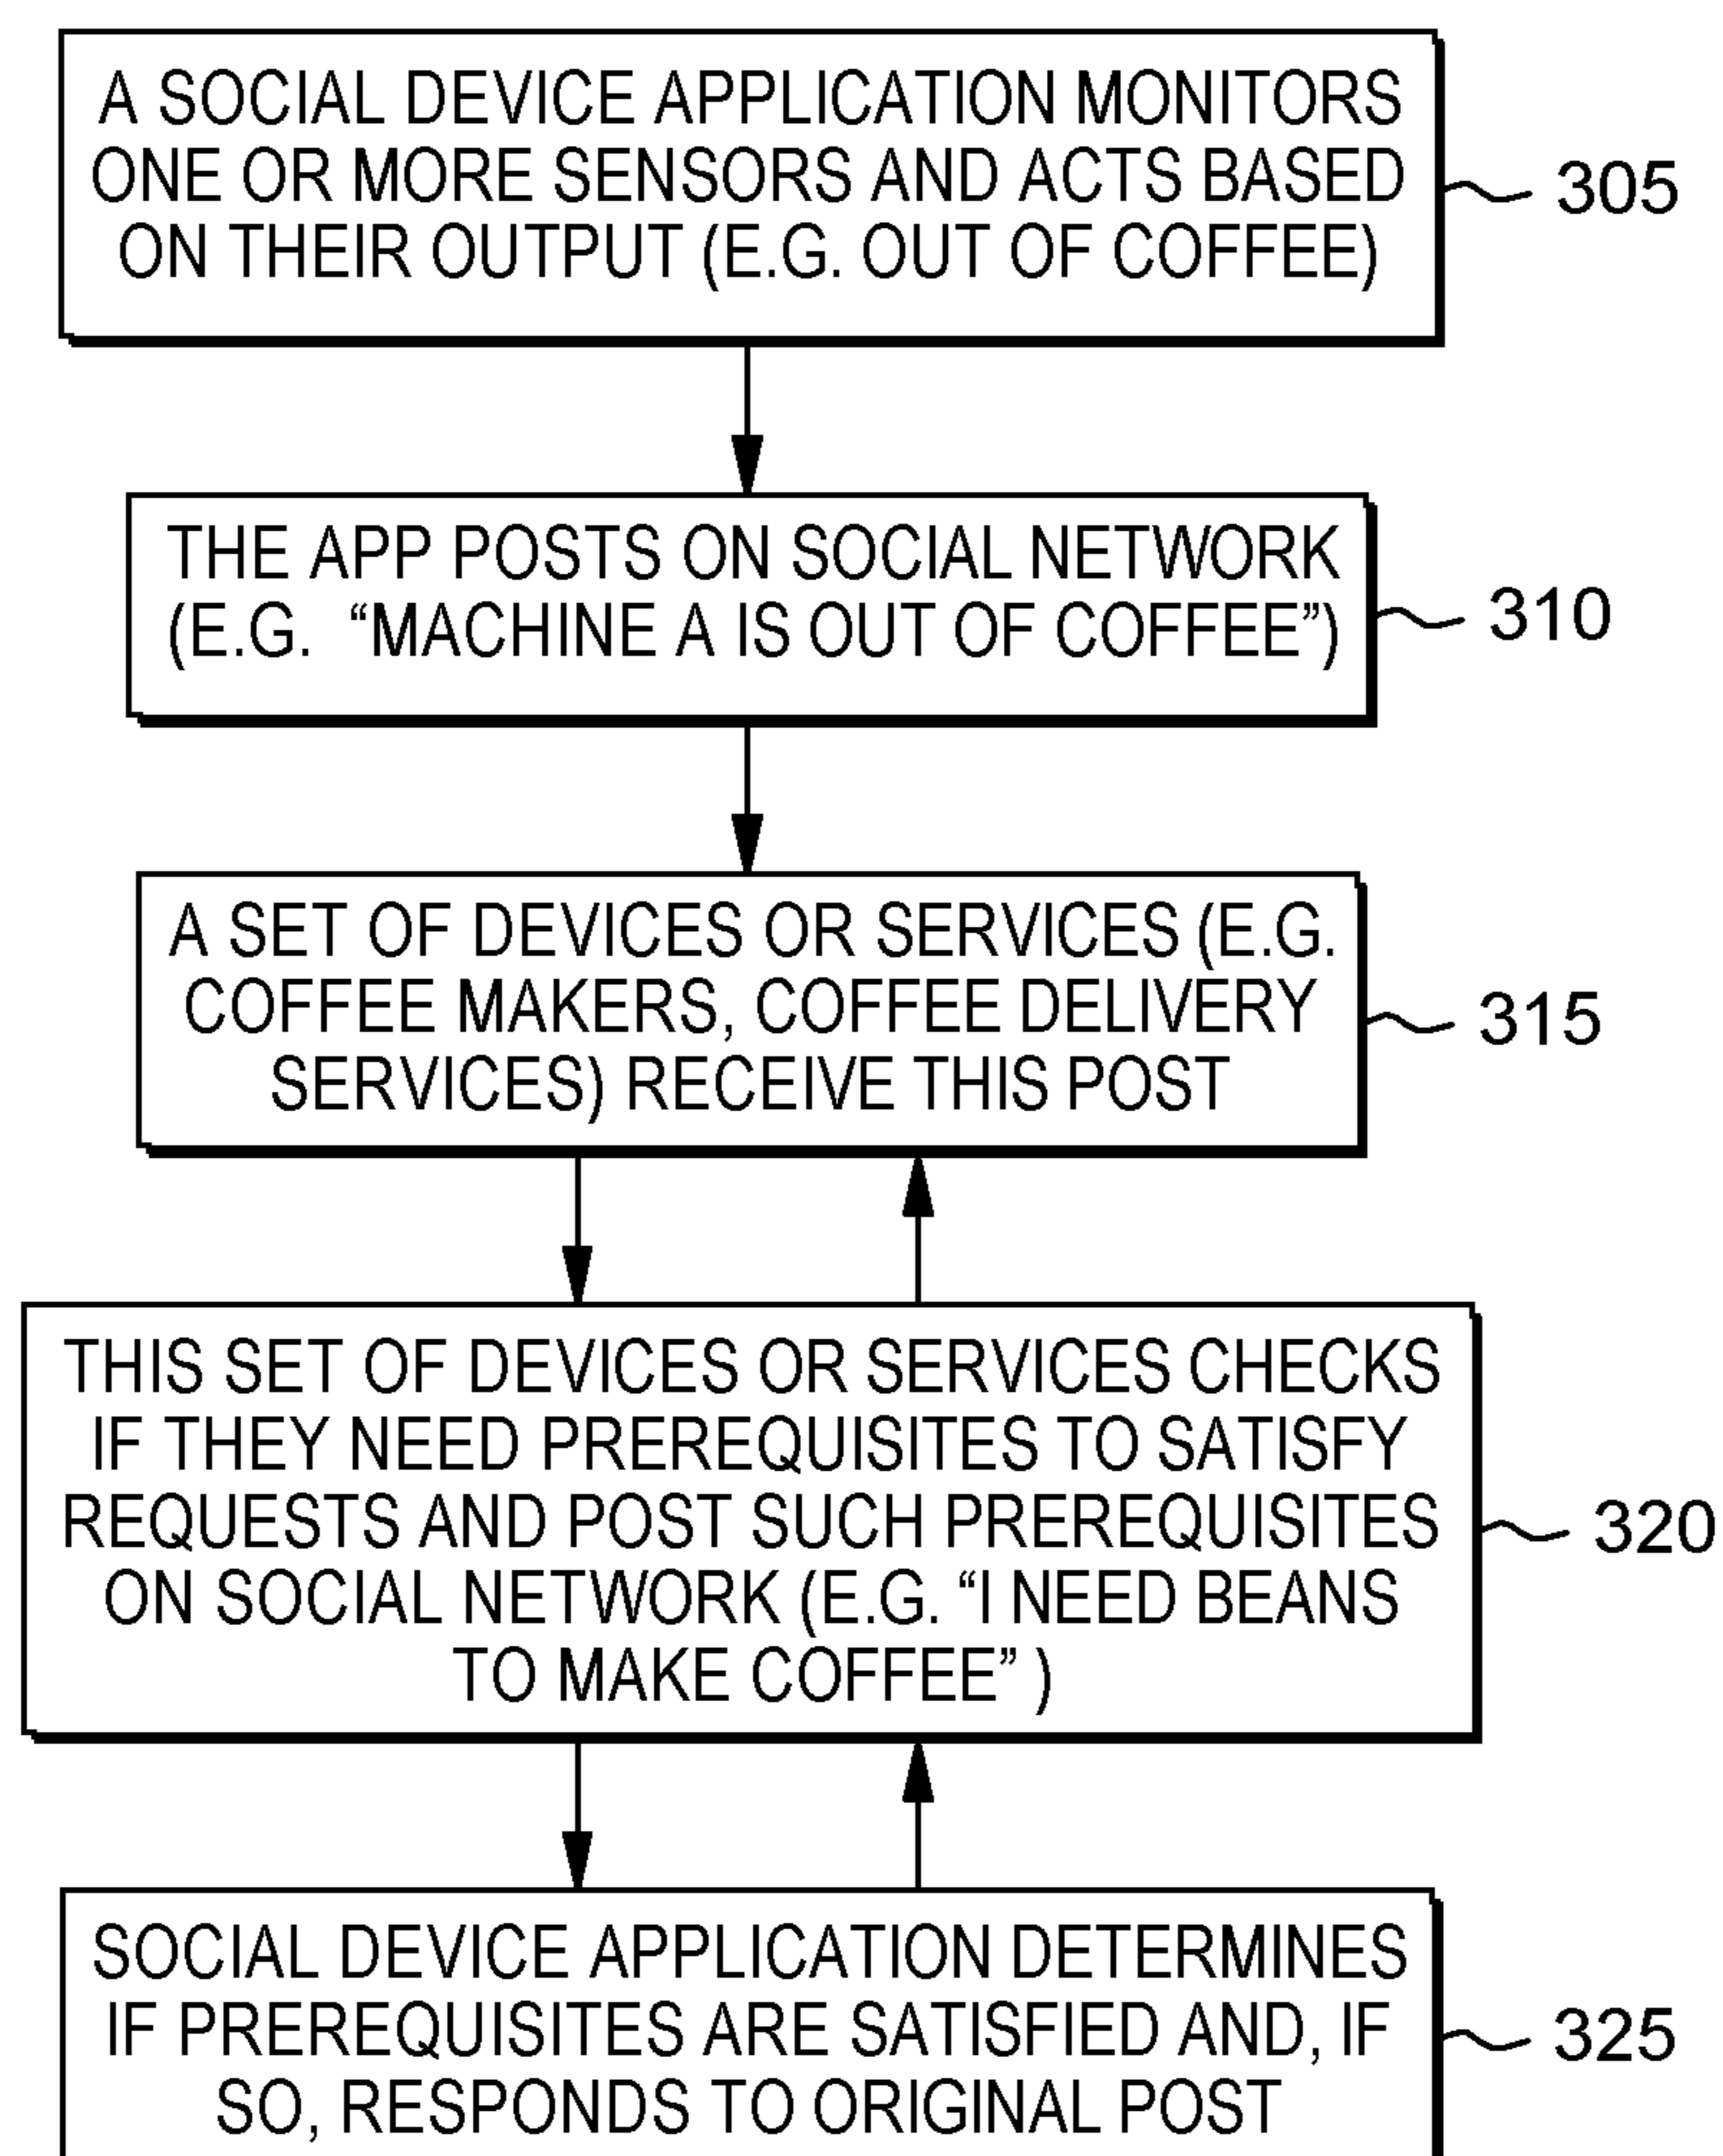 A SOCIAL DEVICE APPLICATION MONITORS
ONE OR MORE SENSORS AND ACTS BASED
ON THEIR OUTPUT (E.G. OUT OF COFFEE)
305
THE APP POSTS ON SOCIAL NETWORK
(E.G. “MACHINE A IS OUT OF COFFEE”)
310
A SET OF DEVICES OR SERVICES (E.G.
COFFEE MAKERS, COFFEE DELIVERY
SERVICES) RECEIVE THIS POST
315
THIS SET OF DEVICES OR SERVICES CHECKS
IF THEY NEED PREREQUISITES TO SATISFY
REQUESTS AND POST SUCH PREREQUISITES
ON SOCIAL NETWORK (E.G. “I NEED BEANS
TO MAKE COFFEE” )
320
SOCIAL DEVICE APPLICATION DETERMINES
IF PREREQUISITES ARE SATISFIED AND, IF
SO, RESPONDS TO ORIGINAL POST
325